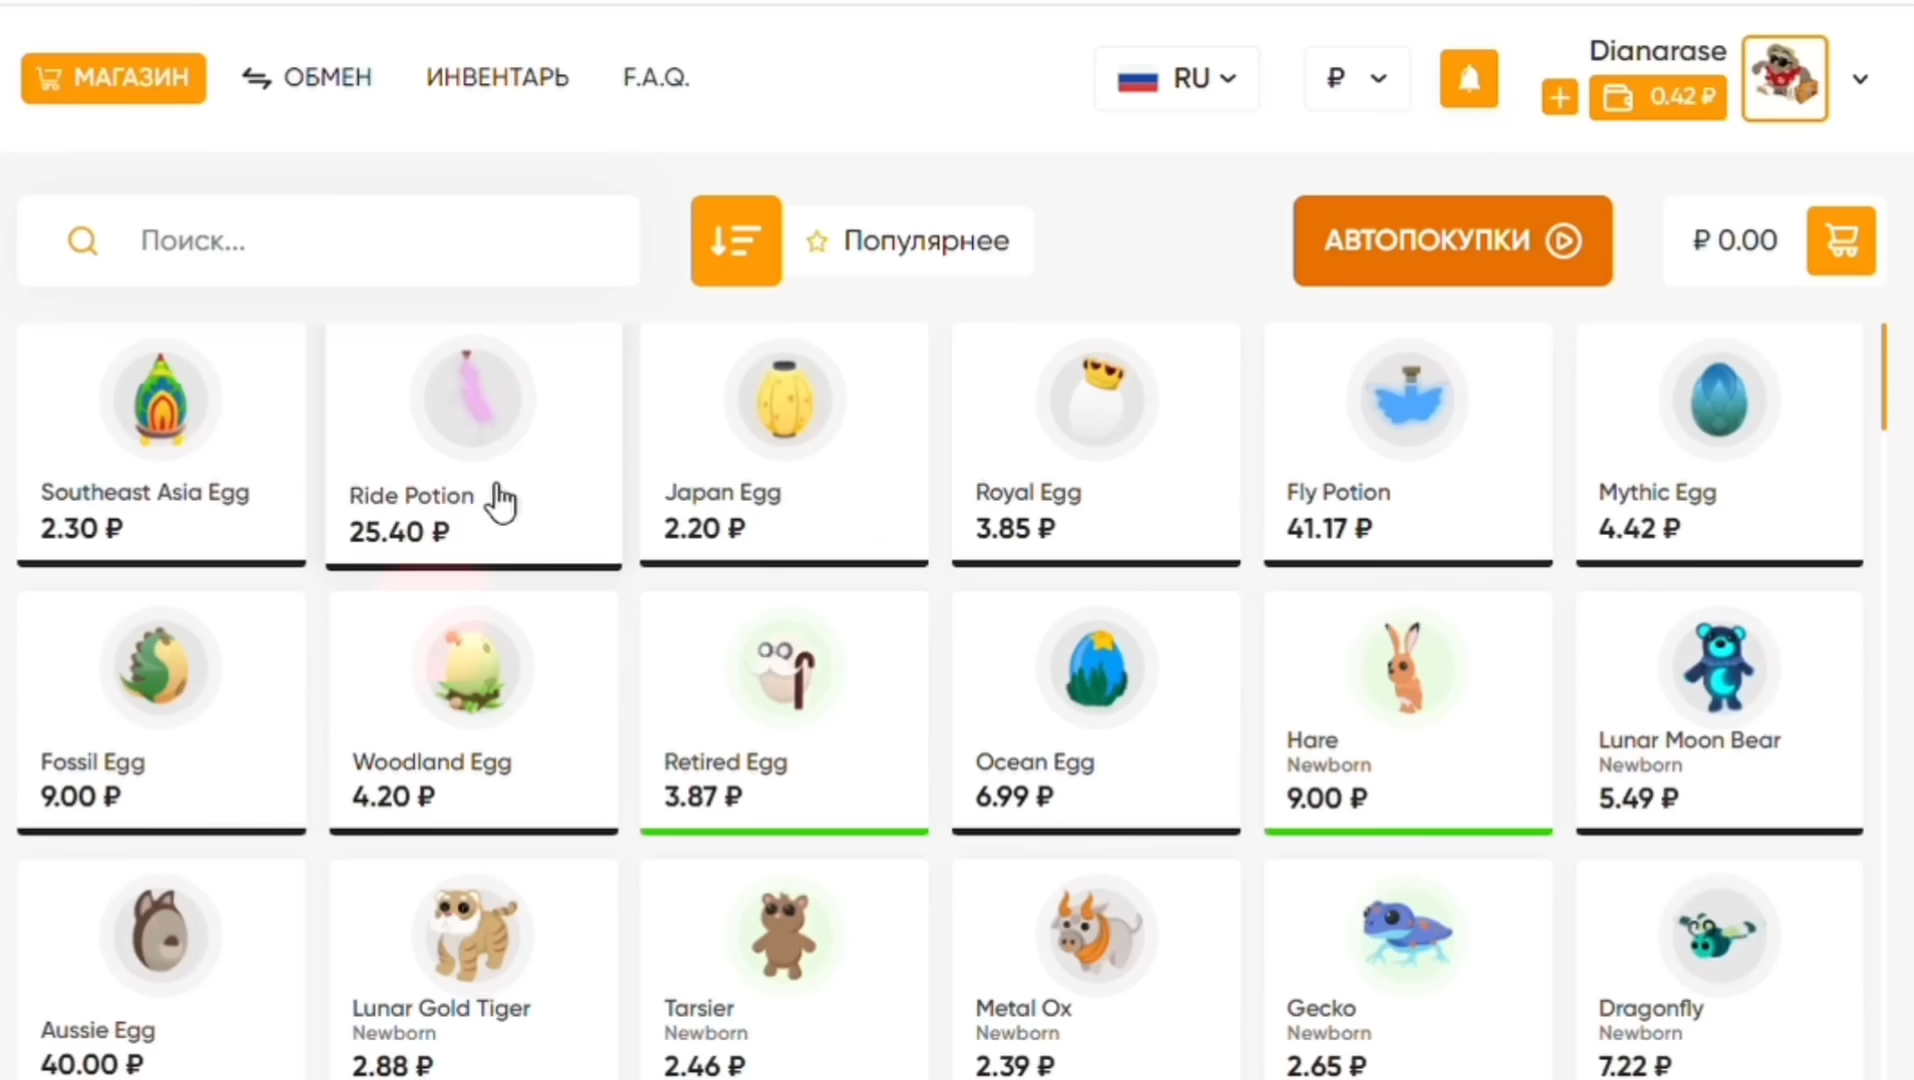 МАГАЗИН
ОБМЕН
ИНВЕНТАРЬ
F.A.Q.
RU
₽
Dianarase
0.42 ₽
Поиск...
Популярнее
АВТОПОКУПКИ
₽ 0.00
Southeast Asia Egg
2.30 ₽
Ride Potion
25.40 ₽
Japan Egg
2.20 ₽
Royal Egg
3.85 ₽
Fly Potion
41.17 ₽
Mythic Egg
4.42 ₽
Fossil Egg
9.00 ₽
Woodland Egg
4.20 ₽
Retired Egg
3.87 ₽
Ocean Egg
6.99 ₽
Hare
Newborn
9.00 ₽
Lunar Moon Bear
Newborn
5.49 ₽
Aussie Egg
40.00 ₽
Lunar Gold Tiger
Newborn
2.88 ₽
Tarsier
Newborn
2.46 ₽
Metal Ox
Newborn
2.39 ₽
Gecko
Newborn
2.65 ₽
Dragonfly
Newborn
7.22 ₽